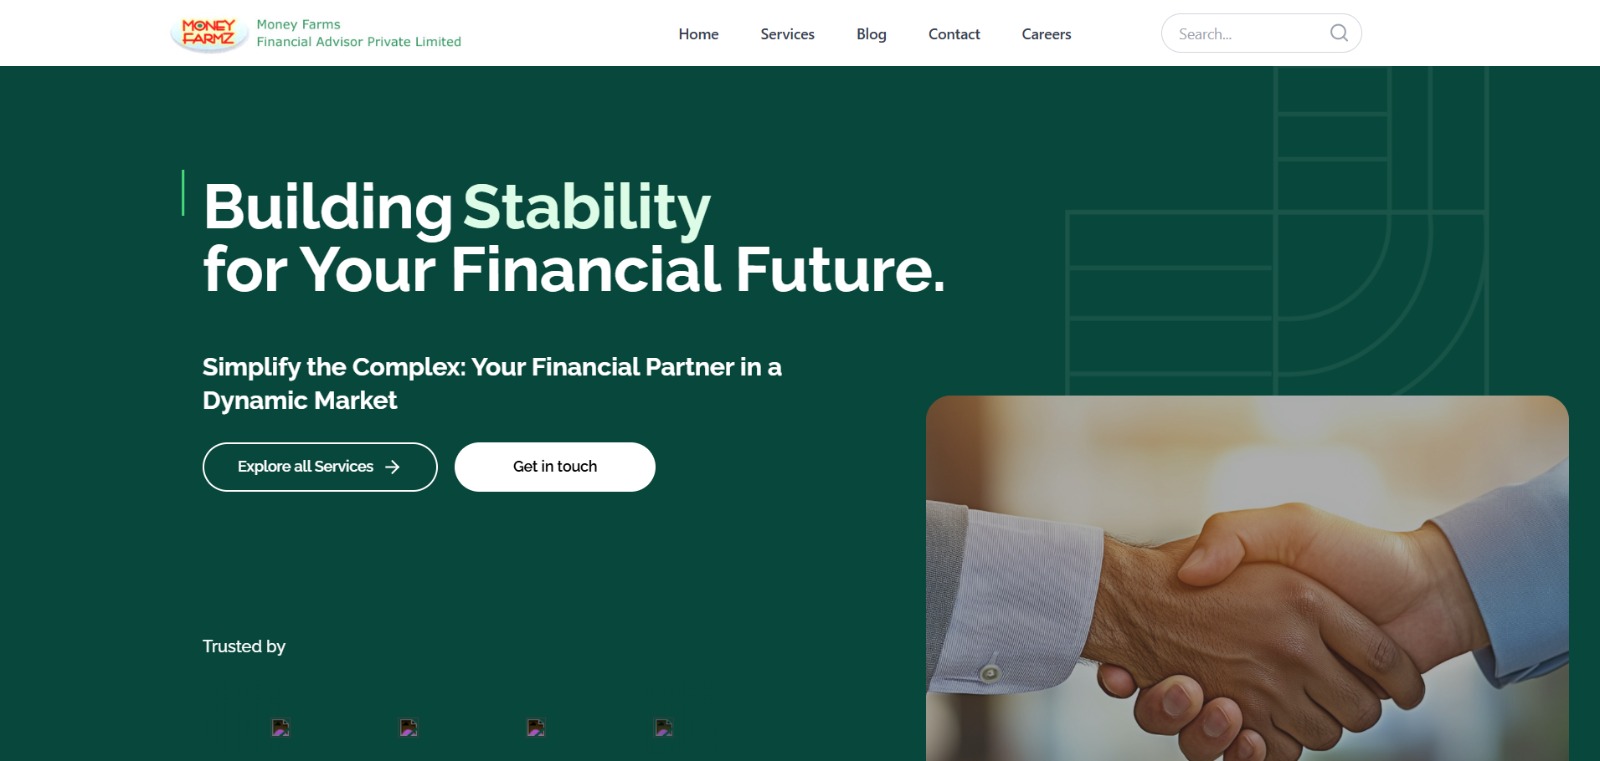 MONEY
FARMZ
Money Farms
Financial Advisor Private Limited
Home
Services
Blog
Contact
Careers
Search...
Building Stability
for Your Financial Future.
Simplify the Complex: Your Financial Partner in a
Dynamic Market
Explore all Services
Get in touch
Trusted by